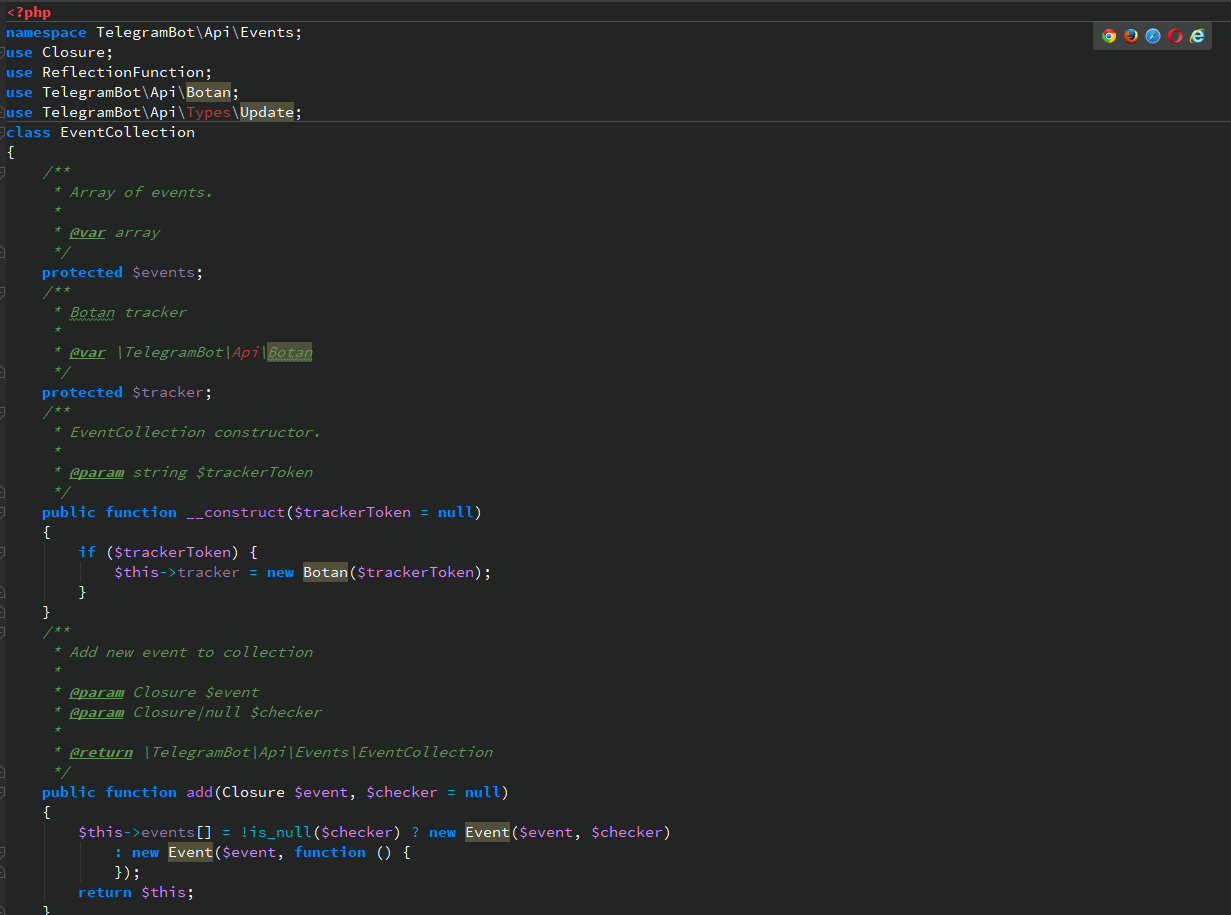 <?php
namespace TelegramBot\Api\Events;
use Closure;
use ReflectionFunction;
use TelegramBot\Api\Botan;
use TelegramBot\Api\Types\Update;
class EventCollection
{
    /**
     * Array of events.
     *
     * @var array
     */
    protected $events;
    /**
     * Botan tracker
     *
     * @var \TelegramBot\Api\Botan
     */
    protected $tracker;
    /**
     * EventCollection constructor.
     *
     * @param string $trackerToken
     */
    public function __construct($trackerToken = null)
    {
        if ($trackerToken) {
            $this->tracker = new Botan($trackerToken);
        }
    }
    /**
     * Add new event to collection
     *
     * @param Closure $event
     * @param Closure|null $checker
     *
     * @return \TelegramBot\Api\Events\EventCollection
     */
    public function add(Closure $event, $checker = null)
    {
        $this->events[] = !is_null($checker) ? new Event($event, $checker)
            : new Event($event, function () {
            });
        return $this;
    }